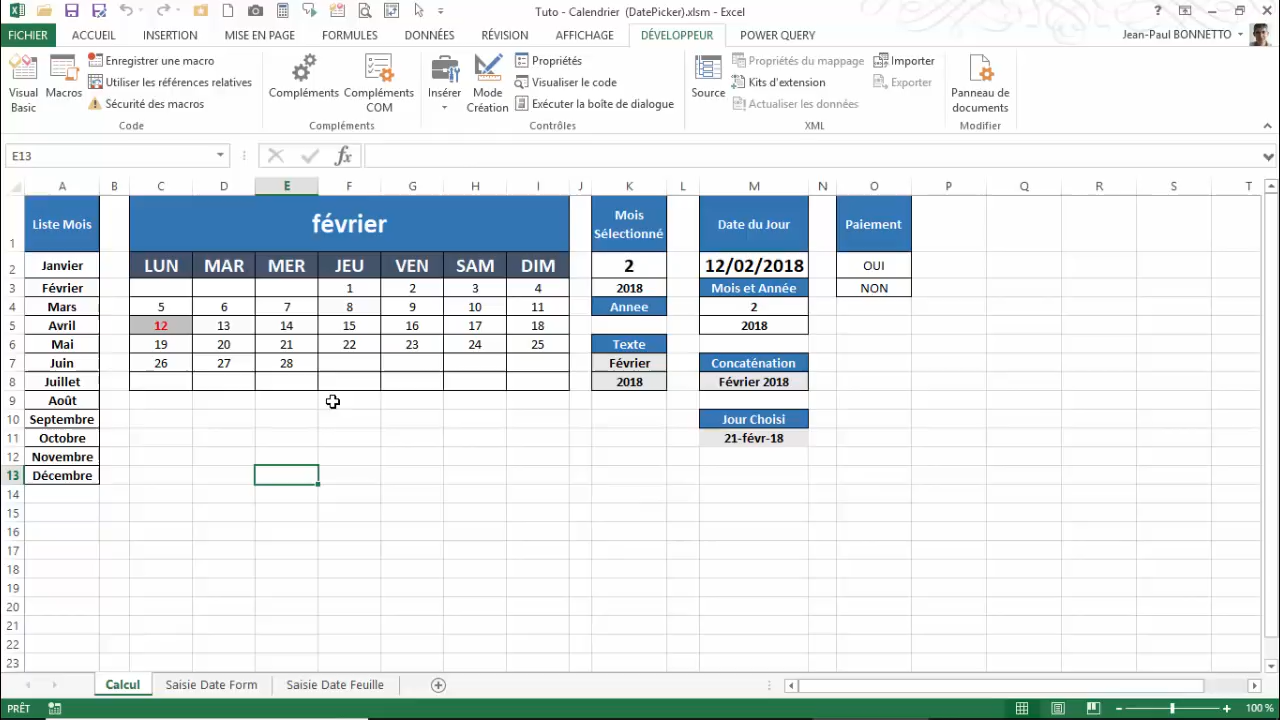 Tuto - Calendrier (DatePicker).xlsm - Excel
FICHIER ACCUEIL INSERTION MISE EN PAGE FORMULES DONNÉES RÉVISION AFFICHAGE DÉVELOPPEUR POWER QUERY Jean-Paul BONNETTO
Visual Basic
Macros
Enregistrer une macro
Utiliser les références relatives
Sécurité des macros
Code
Compléments
Compléments COM
Compléments
Insérer
Mode Création
Propriétés
Visualiser le code
Exécuter la boîte de dialogue
Contrôles
Source
Propriétés du mappage
Kits d'extension
Actualiser les données
Importer
Exporter
XML
Panneau de documents
Modifier
E13 fx
A B C D E F G H I J K L M N O P Q R S T
1 Liste Mois février Mois Sélectionné Date du Jour Paiement
2 Janvier LUN MAR MER JEU VEN SAM DIM 2 12/02/2018 OUI
3 Février 1 2 3 4 2018 Mois et Année NON
4 Mars 5 6 7 8 9 10 11 Annee 2
5 Avril 12 13 14 15 16 17 18 2018
6 Mai 19 20 21 22 23 24 25 Texte
7 Juin 26 27 28 Février Concaténation
8 Juillet 2018 Février 2018
9 Août
10 Septembre Jour Choisi
11 Octobre 21-févr-18
12 Novembre
13 Décembre
14
15
16
17
18
19
20
21
22
23
Calcul Saisie Date Form Saisie Date Feuille
PRÊT 100 %